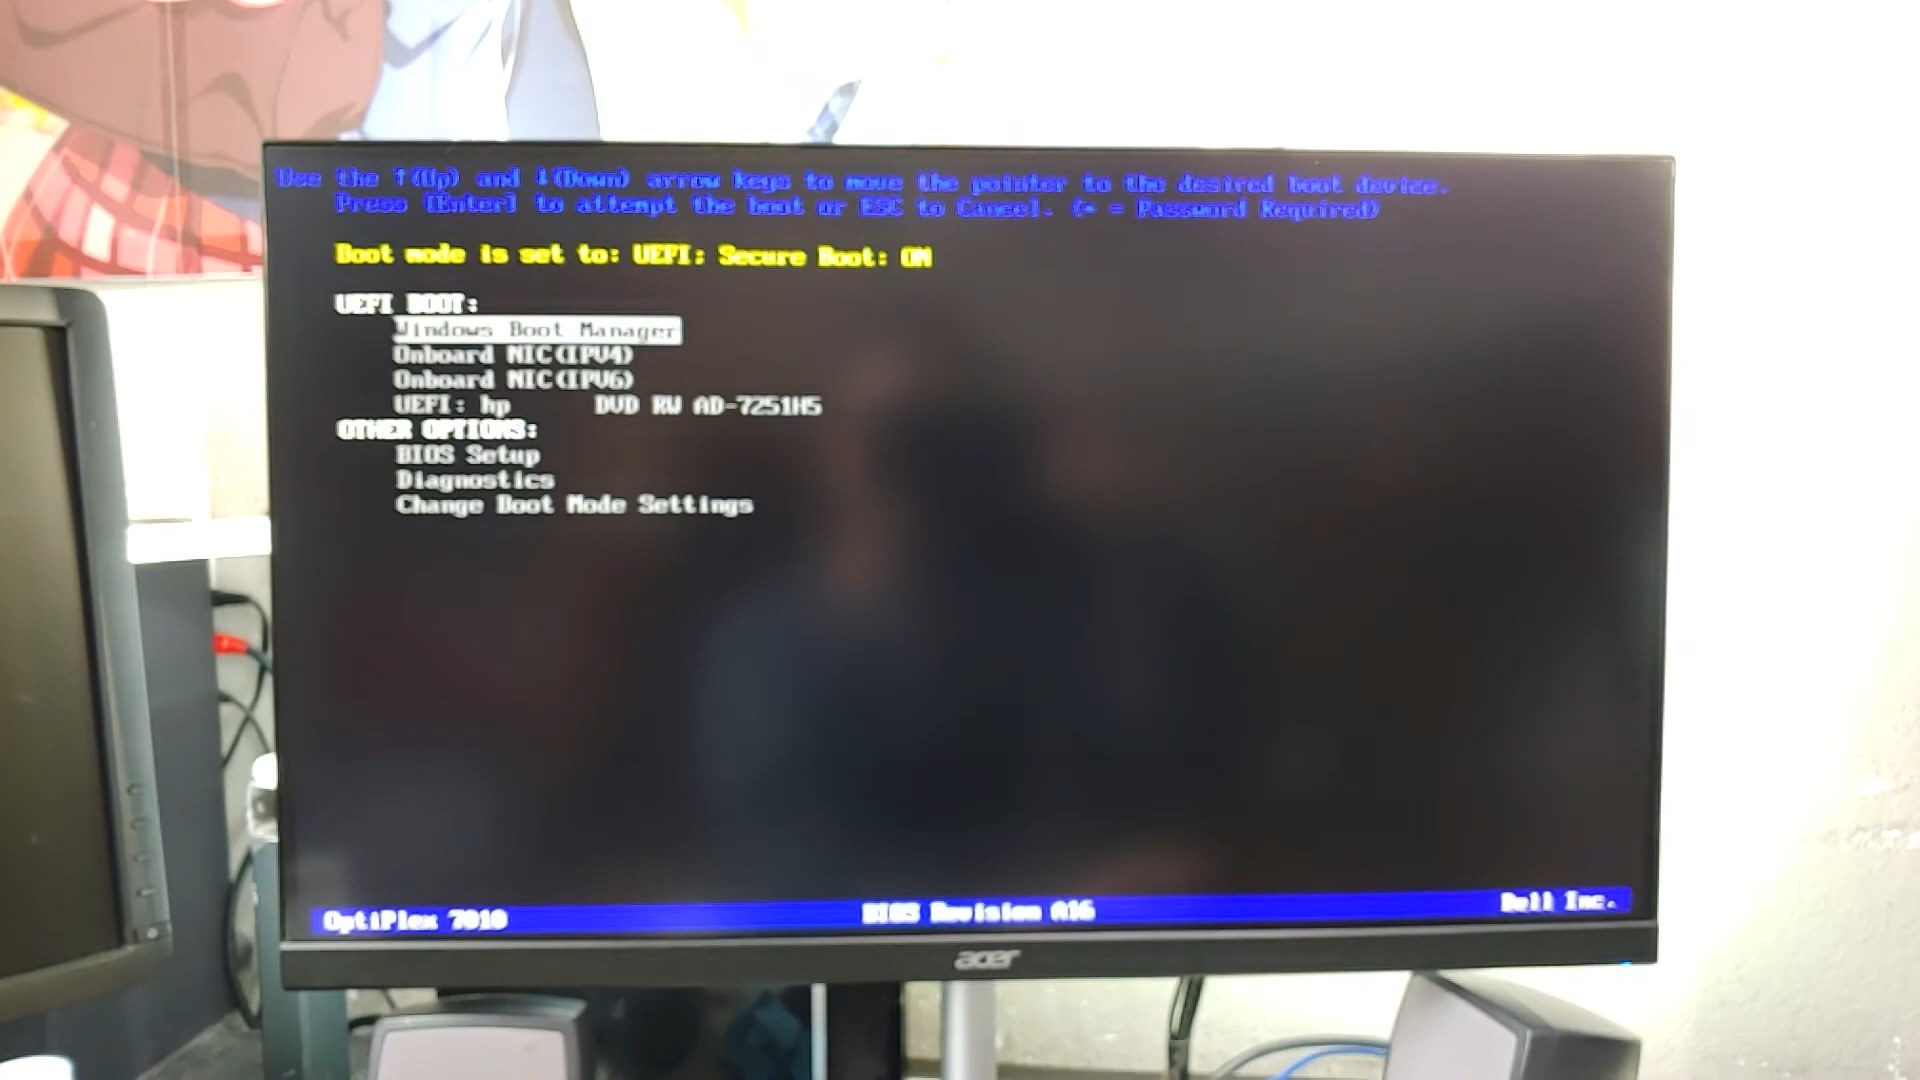 Use the ↑(Up) and ↓(Down) arrow keys to move the pointer to the desired boot device.
Press [Enter] to attempt the boot or ESC to Cancel. (* = Password Required)
Boot mode is set to: UEFI; Secure Boot: ON
UEFI BOOT:
Windows Boot Manager
Onboard NIC(IPV4)
Onboard NIC(IPV6)
UEFI: hp DVD RW AD-7251H5
OTHER OPTIONS:
BIOS Setup
Diagnostics
Change Boot Mode Settings
OptiPlex 7010 BIOS Revision A16 Dell Inc.
acer